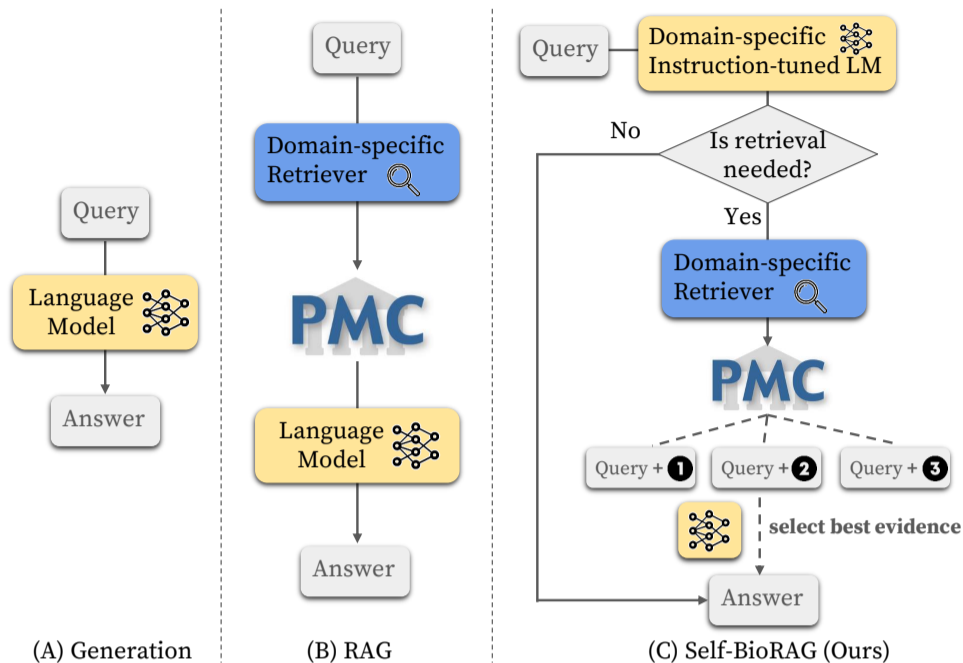 Query
Language
Model
Answer
(A) Generation
Query
Domain-specific
Retriever
PMC
Language
Model
Answer
(B) RAG
Query
Domain-specific
Instruction-tuned LM
Is retrieval
needed?
No
Yes
Domain-specific
Retriever
PMC
Query + 1
Query + 2
Query + 3
select best evidence
Answer
(C) Self-BioRAG (Ours)